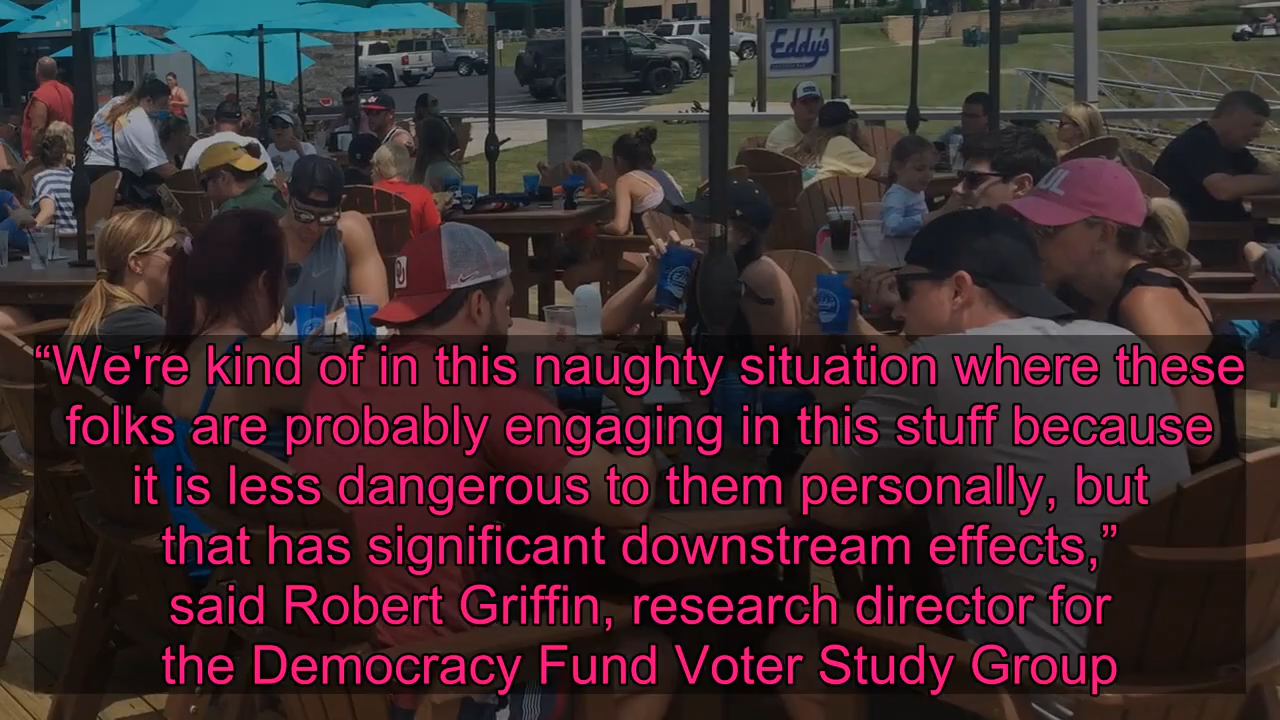 Eddy's
“We're kind of in this naughty situation where these
folks are probably engaging in this stuff because
it is less dangerous to them personally, but
that has significant downstream effects,”
said Robert Griffin, research director for
the Democracy Fund Voter Study Group